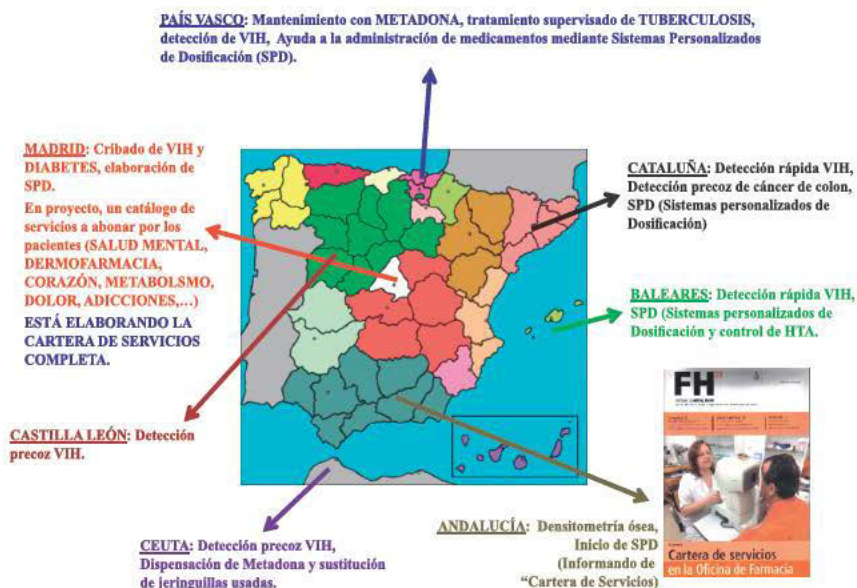 PAÍS VASCO: Mantenimiento con METADONA, tratamiento supervisado de TUBERCULOSIS,
detección de VIH, Ayuda a la administración de medicamentos mediante Sistemas Personalizados
de Dosificación (SPD).
MADRID: Cribado de VIH y
DIABETES, elaboración de
SPD.
En proyecto, un catálogo de
servicios a abonar por los
pacientes (SALUD MENTAL,
DERMOFARMACIA,
CORAZÓN, METABOLSMO,
DOLOR, ADICCIONES,…)
ESTÁ ELABORANDO LA
CARTERA DE SERVICIOS
COMPLETA.
CATALUÑA: Detección rápida VIH,
Detección precoz de cáncer de colon,
SPD (Sistemas personalizados de
Dosificación)
BALEARES: Detección rápida VIH,
SPD (Sistemas personalizados de
Dosificación y control de HTA.
CASTILLA LEÓN: Detección
precoz VIH.
FH
Cartera de servicios
en la Oficina de Farmacia
CEUTA: Detección precoz VIH,
Dispensación de Metadona y sustitución
de jeringuillas usadas.
ANDALUCÍA: Densitometría ósea,
Inicio de SPD
(Informando de
“Cartera de Servicios)